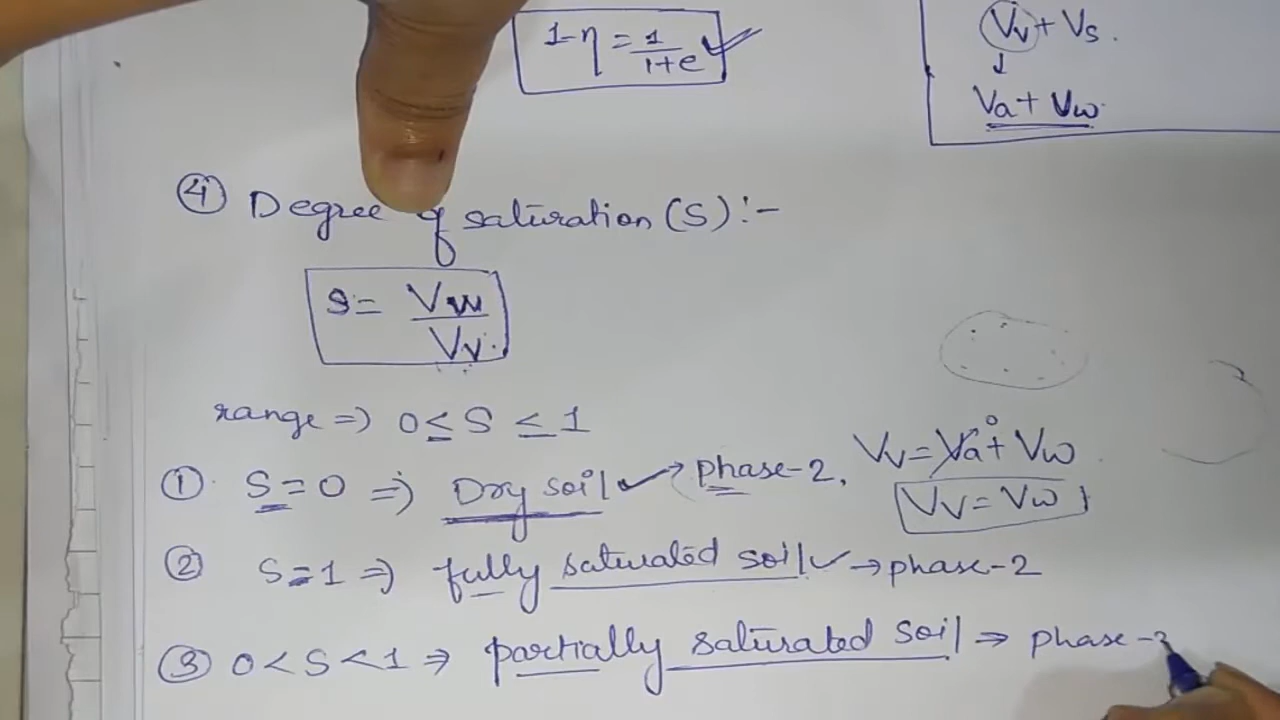 1-η = 1/1+e ✓
Vv + Vs.
↓
Va + Vw.
④ Degree of saturation (S) :-
S = Vw/Vv.
range ⇒ 0 ≤ S ≤ 1
① S = 0 ⇒ Dry soil ✓ → phase-2.
Vv = Va⁰ + Vw
Vv = Vw
② S = 1 ⇒ fully saturated soil ✓ → phase-2
③ 0 < S < 1 ⇒ partially saturated soil ⇒ phase-3